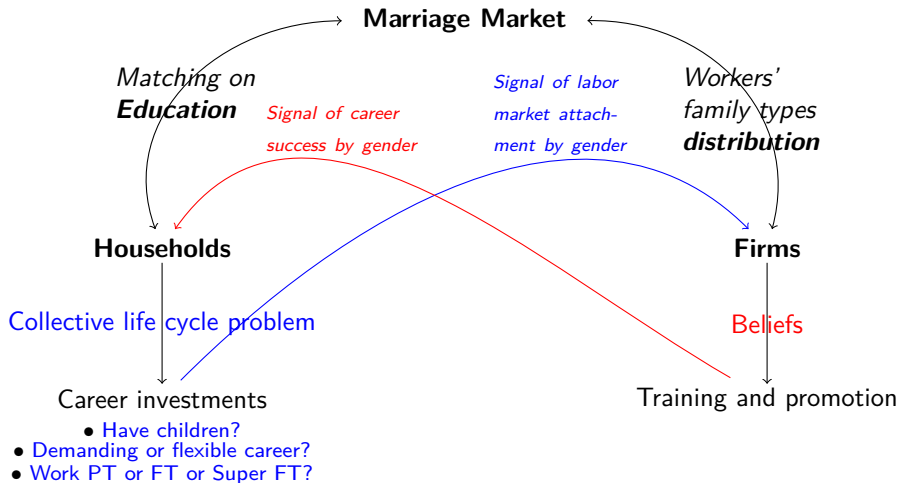 Marriage Market
Matching on
Education
Signal of career
success by gender
Signal of labor
market attach-
ment by gender
Workers'
family types
distribution
Households
Firms
Collective life cycle problem
Beliefs
Career investments
Training and promotion
• Have children?
• Demanding or flexible career?
• Work PT or FT or Super FT?